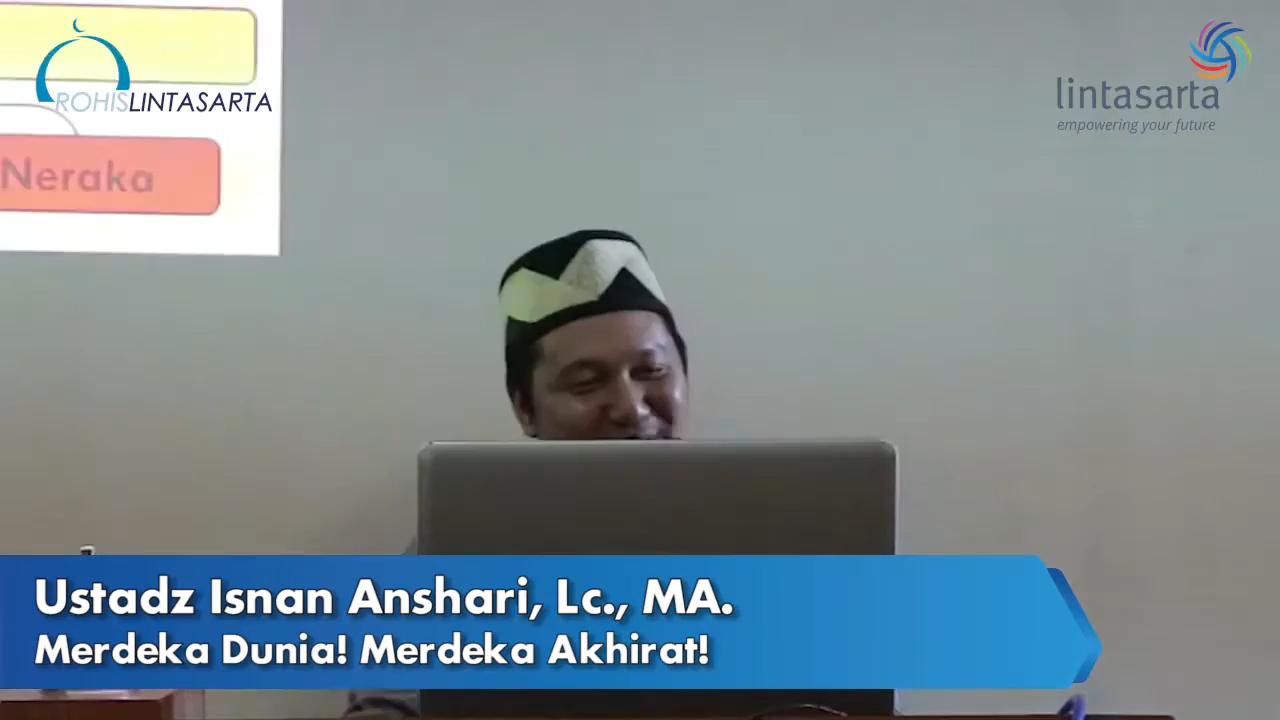 ROHISLINTASARTA
lintasarta
empowering your future
Neraka
Ustadz Isnan Anshari, Lc., MA.
Merdeka Dunia! Merdeka Akhirat!